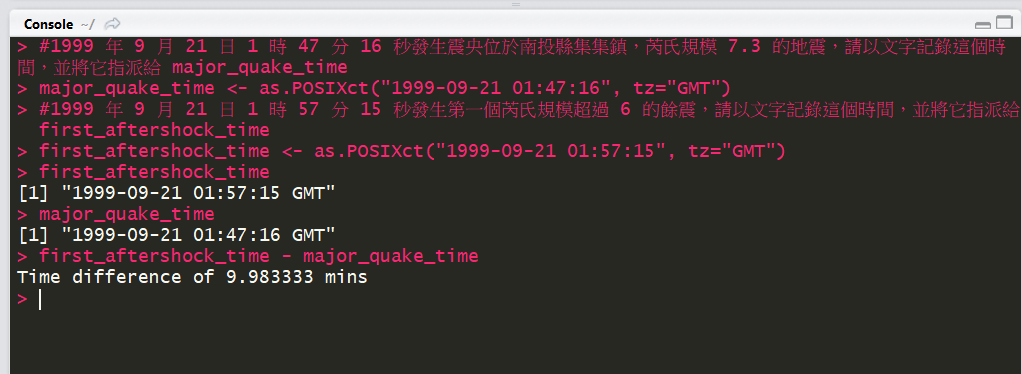 Console ~/
> #1999 年 9 月 21 日 1 時 47 分 16 秒發生震央位於南投縣集集鎮，芮氏規模 7.3 的地震，請以文字記錄這個時
間，並將它指派給 major_quake_time
> major_quake_time <- as.POSIXct("1999-09-21 01:47:16", tz="GMT")
> #1999 年 9 月 21 日 1 時 57 分 15 秒發生第一個芮氏規模超過 6 的餘震，請以文字記錄這個時間，並將它指派給
first_aftershock_time
> first_aftershock_time <- as.POSIXct("1999-09-21 01:57:15", tz="GMT")
> first_aftershock_time
[1] "1999-09-21 01:57:15 GMT"
> major_quake_time
[1] "1999-09-21 01:47:16 GMT"
> first_aftershock_time - major_quake_time
Time difference of 9.983333 mins
>